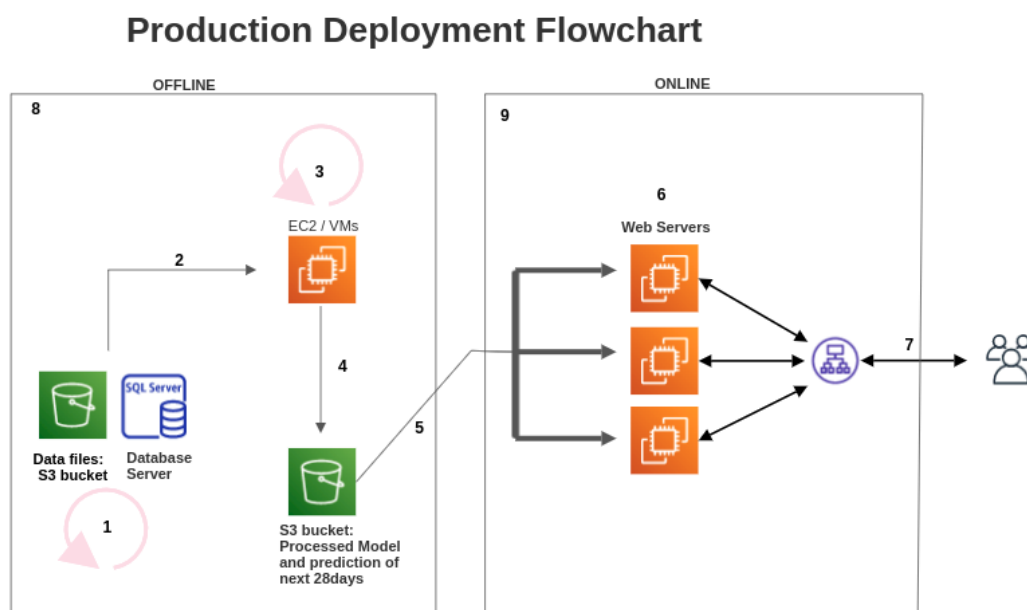 Production Deployment Flowchart
OFFLINE
ONLINE
8
9
3
6
EC2 / VMs
Web Servers
2
7
4
SQL Server
5
Data files:
S3 bucket
Database
Server
1
S3 bucket:
Processed Model
and prediction of
next 28days